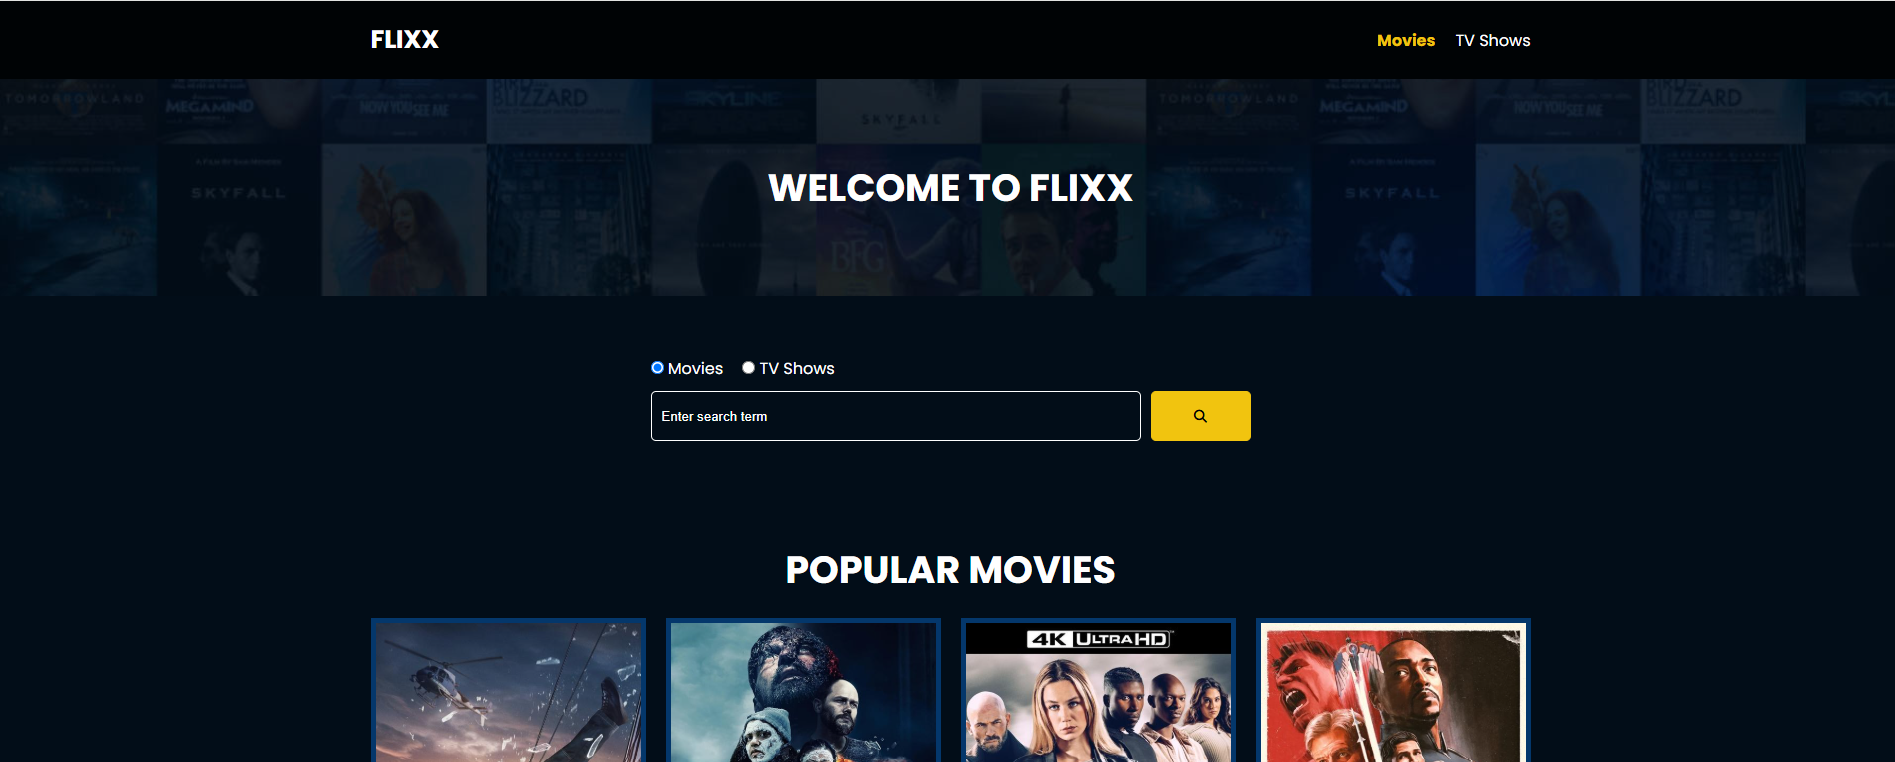 FLIXX
Movies TV Shows
TOMORROWLAND MEGAMIND NOW YOU SEE ME BLIZZARD SKYLINE SKYFALL TOMORROWLAND MEGAMIND NOW YOU SEE ME BLIZZARD
SKYFALL SKYFALL
WELCOME TO FLIXX
BFG
Movies TV Shows
Enter search term
POPULAR MOVIES
4K ULTRA HD